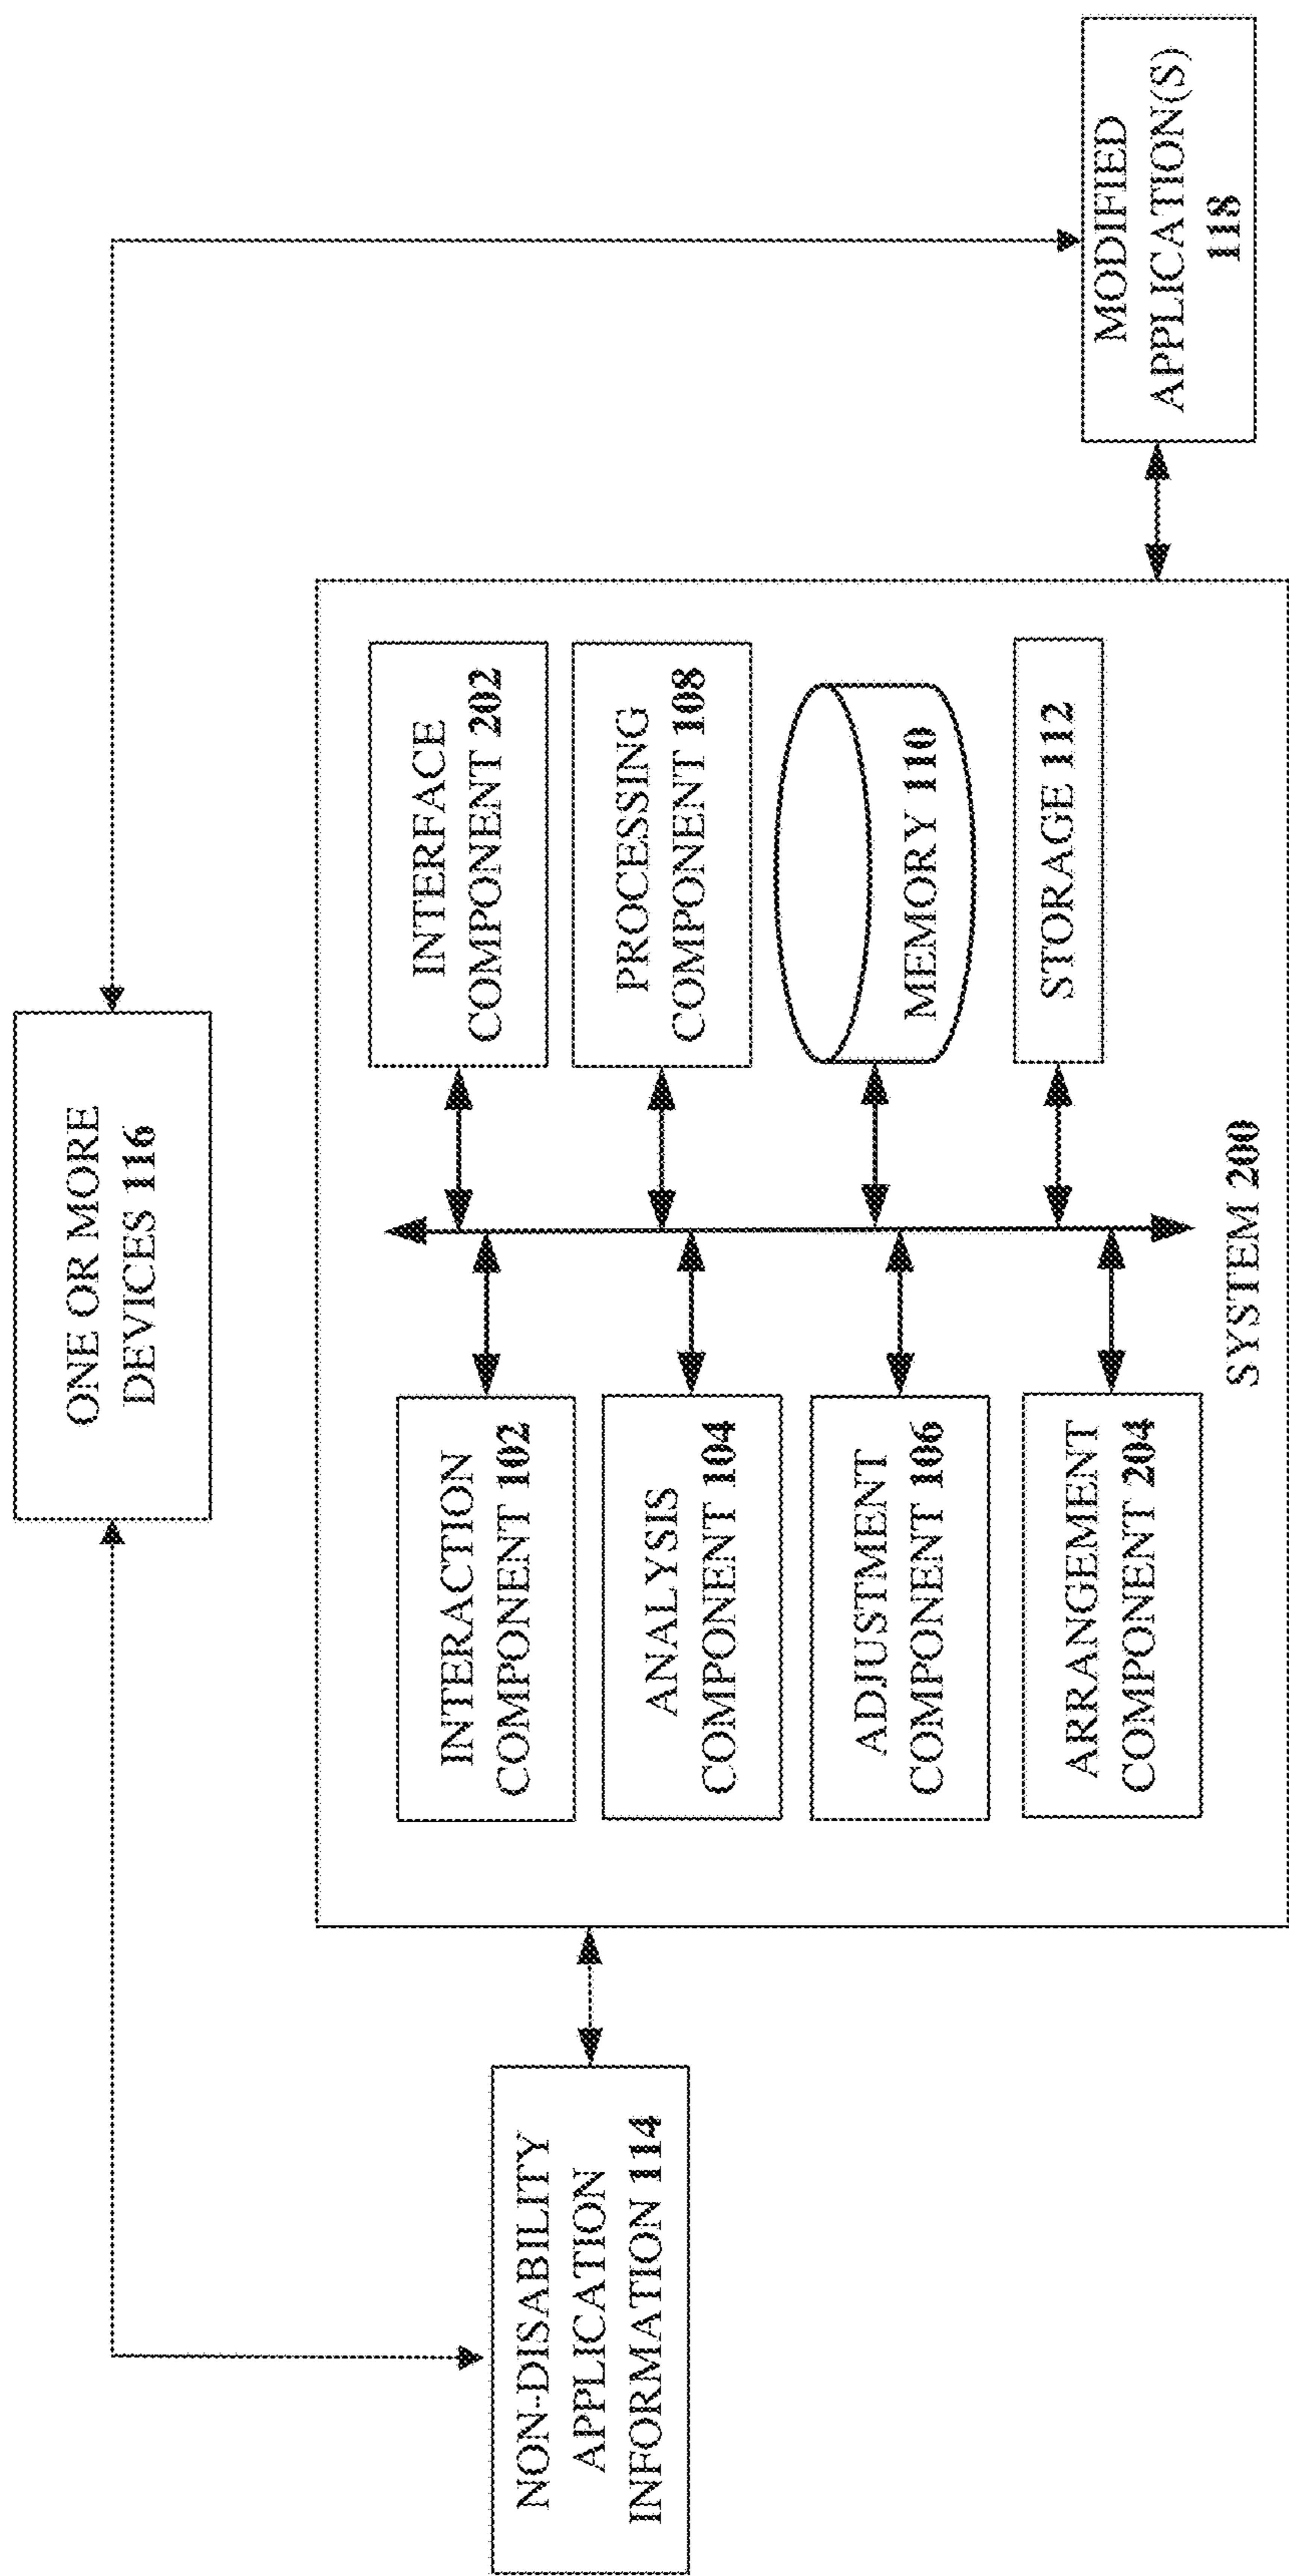 ONE OR MORE
DEVICES 116
NON-DISABILITY
APPLICATION
INFORMATION 114
INTERACTION
COMPONENT 102
ANALYSIS
COMPONENT 104
ADJUSTMENT
COMPONENT 106
ARRANGEMENT
COMPONENT 204
INTERFACE
COMPONENT 202
PROCESSING
COMPONENT 108
MEMORY 110
STORAGE 112
SYSTEM 200
MODIFIED
APPLICATION(S)
118